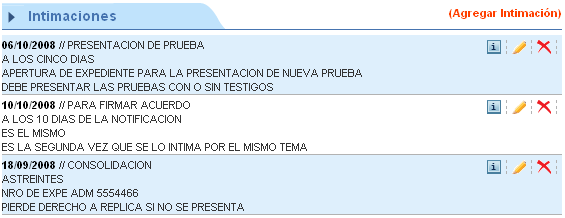 Intimaciones
(Agregar Intimación)
06/10/2008 // PRESENTACION DE PRUEBA
A LOS CINCO DIAS
APERTURA DE EXPEDIENTE PARA LA PRESENTACION DE NUEVA PRUEBA
DEBE PRESENTAR LAS PRUEBAS CON O SIN TESTIGOS
10/10/2008 // PARA FIRMAR ACUERDO
A LOS 10 DIAS DE LA NOTIFICACION
ES EL MISMO
ES LA SEGUNDA VEZ QUE SE LO INTIMA POR EL MISMO TEMA
18/09/2008 // CONSOLIDACION
ASTREINTES
NRO DE EXPE ADM 5554466
PIERDE DERECHO A REPLICA SI NO SE PRESENTA